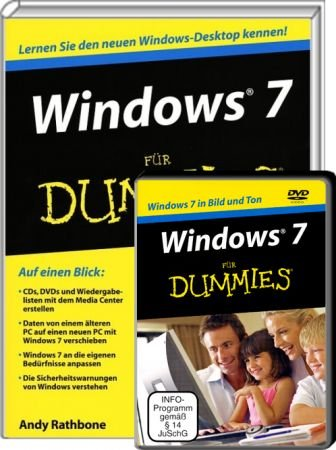 Lernen Sie den neuen Windows-Desktop kennen!
Windows® 7
FÜR
Auf einen Blick:
• CDs, DVDs und Wiedergabe-
listen mit dem Media Center
erstellen
• Daten von einem älteren
PC auf einen neuen PC mit
Windows 7 verschieben
• Windows 7 an die eigenen
Bedürfnisse anpassen
• Die Sicherheitswarnungen
von Windows verstehen
Andy Rathbone
Windows 7 in Bild und Ton
DVD
VIDEO
Windows® 7
FÜR
DUMMIES®
INFO-
Programm
gemäß
§ 14
JuSchG